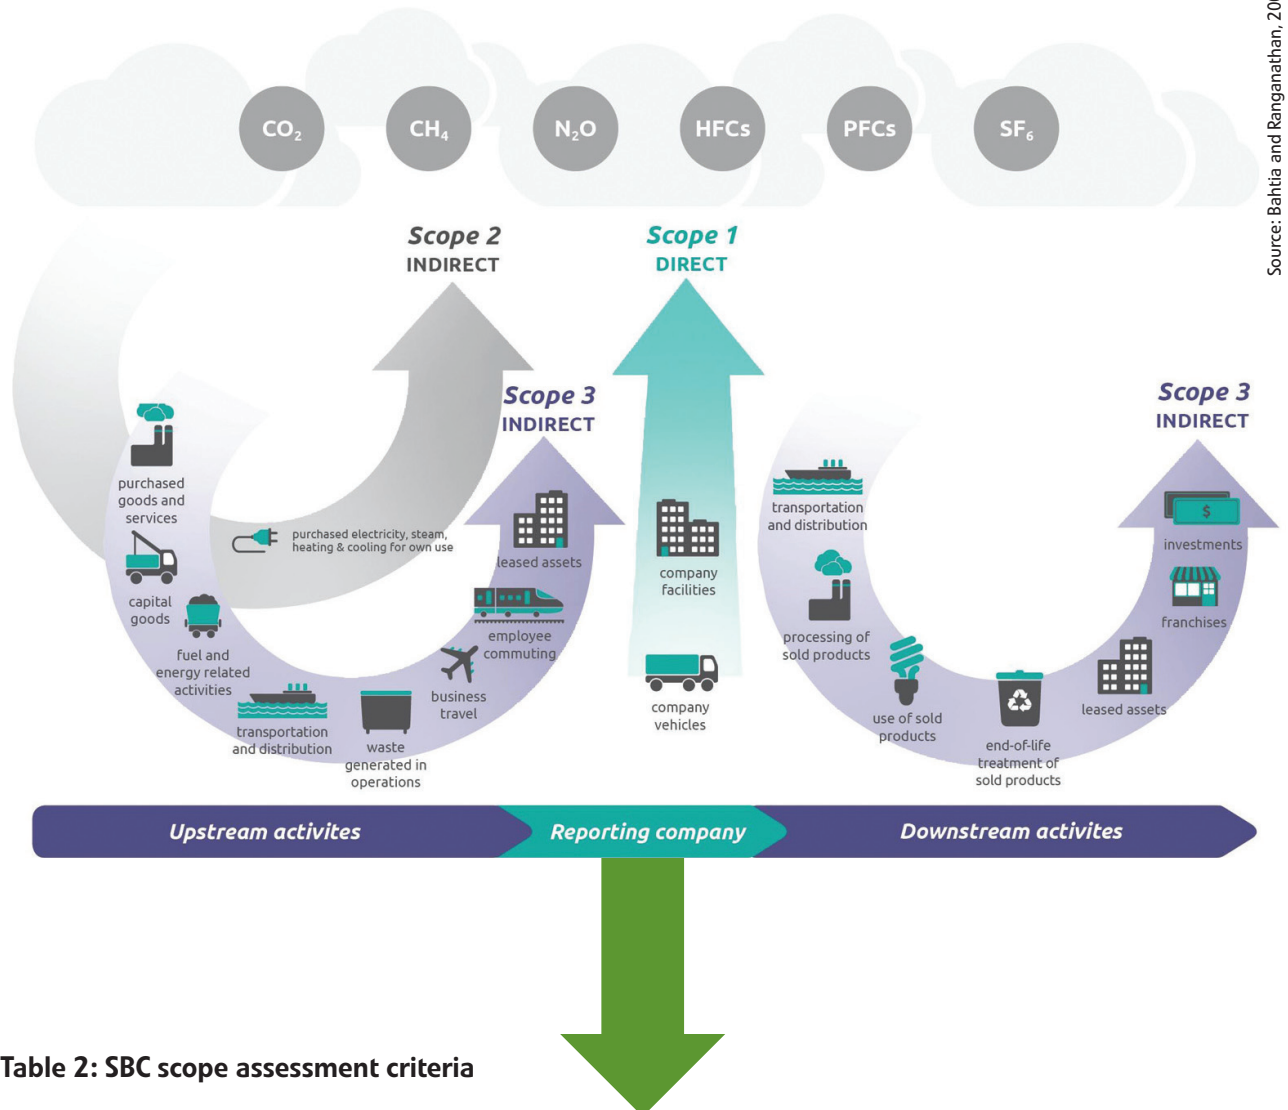 Source: Bahtia and Ranganathan, 20
CO₂
CH₄
N₂O
HFCs
PFCs
SF₆
Scope 2
INDIRECT
Scope 1
DIRECT
Scope 3
INDIRECT
Scope 3
INDIRECT
purchased
goods and
services
capital
goods
fuel and
energy related
activities
purchased electricity, steam,
heating & cooling for own use
transportation
and distribution
waste
generated in
operations
business
travel
employee
commuting
leased assets
company
facilities
company
vehicles
transportation
and distribution
processing of
sold products
use of sold
products
end-of-life
treatment of
sold products
leased assets
franchises
$
investments
Upstream activites
Reporting company
Downstream activites
Table 2: SBC scope assessment criteria